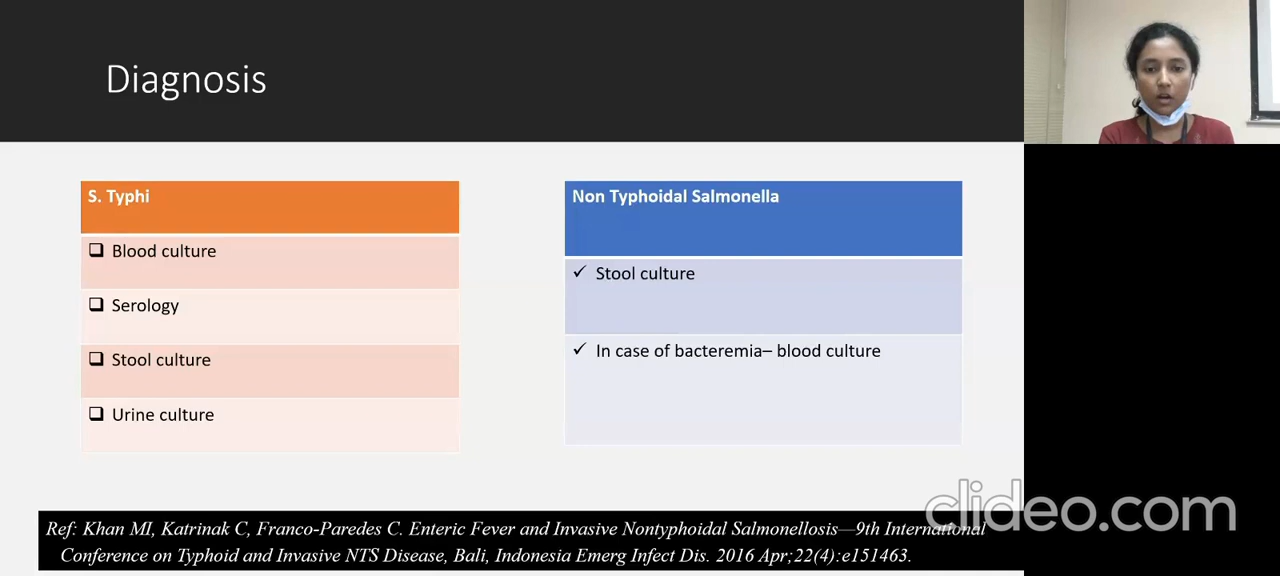 Diagnosis
S. Typhi
Blood culture
Serology
Stool culture
Urine culture
Non Typhoidal Salmonella
Stool culture
In case of bacteremia– blood culture
Ref: Khan MI, Katrinak C, Franco-Paredes C. Enteric Fever and Invasive Nontyphoidal Salmonellosis—9th International
Conference on Typhoid and Invasive NTS Disease, Bali, Indonesia Emerg Infect Dis. 2016 Apr;22(4):e151463.
clideo.com